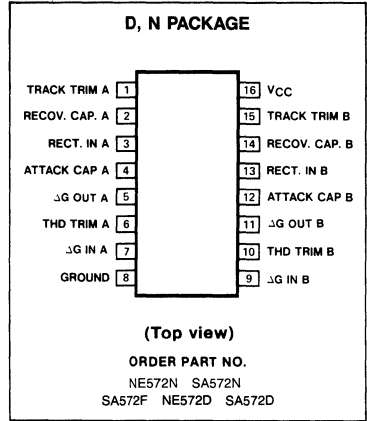 D, N PACKAGE
TRACK TRIM A 1 16 VCC
RECOV. CAP. A 2 15 TRACK TRIM B
RECT. IN A 3 14 RECOV. CAP. B
ATTACK CAP A 4 13 RECT. IN B
ΔG OUT A 5 12 ATTACK CAP B
THD TRIM A 6 11 ΔG OUT B
ΔG IN A 7 10 THD TRIM B
GROUND 8 9 ΔG IN B
(Top view)
ORDER PART NO.
NE572N SA572N
SA572F NE572D SA572D